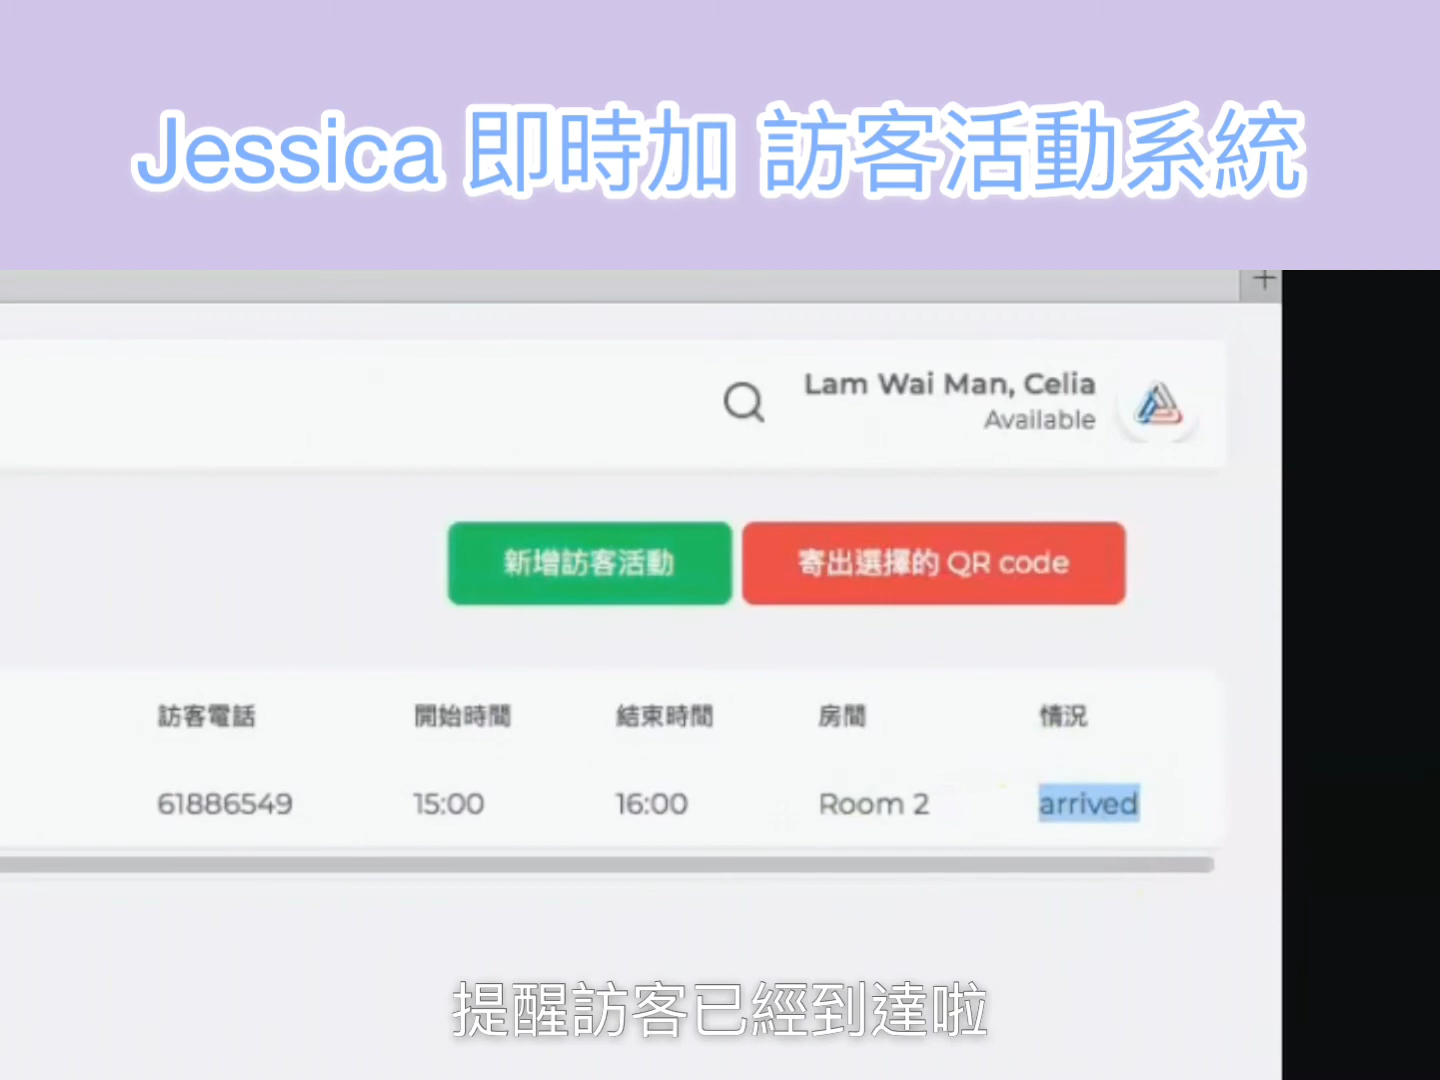 Jessica 即時加 訪客活動系統
Lam Wai Man, Celia
Available
新增訪客活動 寄出選擇的 QR code
訪客電話 開始時間 結束時間 房間 情況
61886549 15:00 16:00 Room 2 arrived
提醒訪客已經到達啦